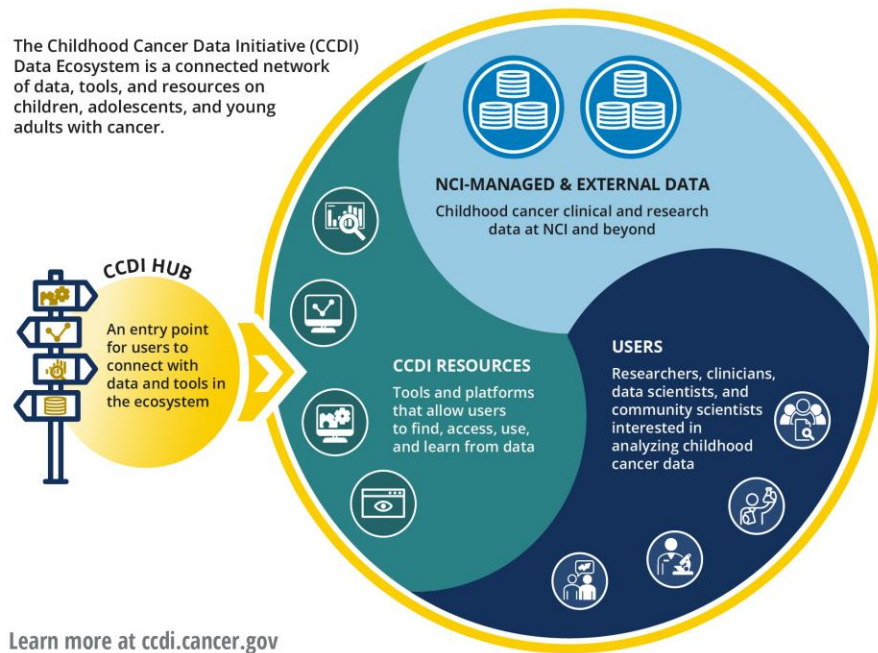 The Childhood Cancer Data Initiative (CCDI)
Data Ecosystem is a connected network
of data, tools, and resources on
children, adolescents, and young
adults with cancer.
NCI-MANAGED & EXTERNAL DATA
Childhood cancer clinical and research
data at NCI and beyond
CCDI HUB
An entry point
for users to
connect with
data and tools in
the ecosystem
CCDI RESOURCES
Tools and platforms
that allow users
to find, access, use,
and learn from data
USERS
Researchers, clinicians,
data scientists, and
community scientists
interested in
analyzing childhood
cancer data
Learn more at ccdi.cancer.gov